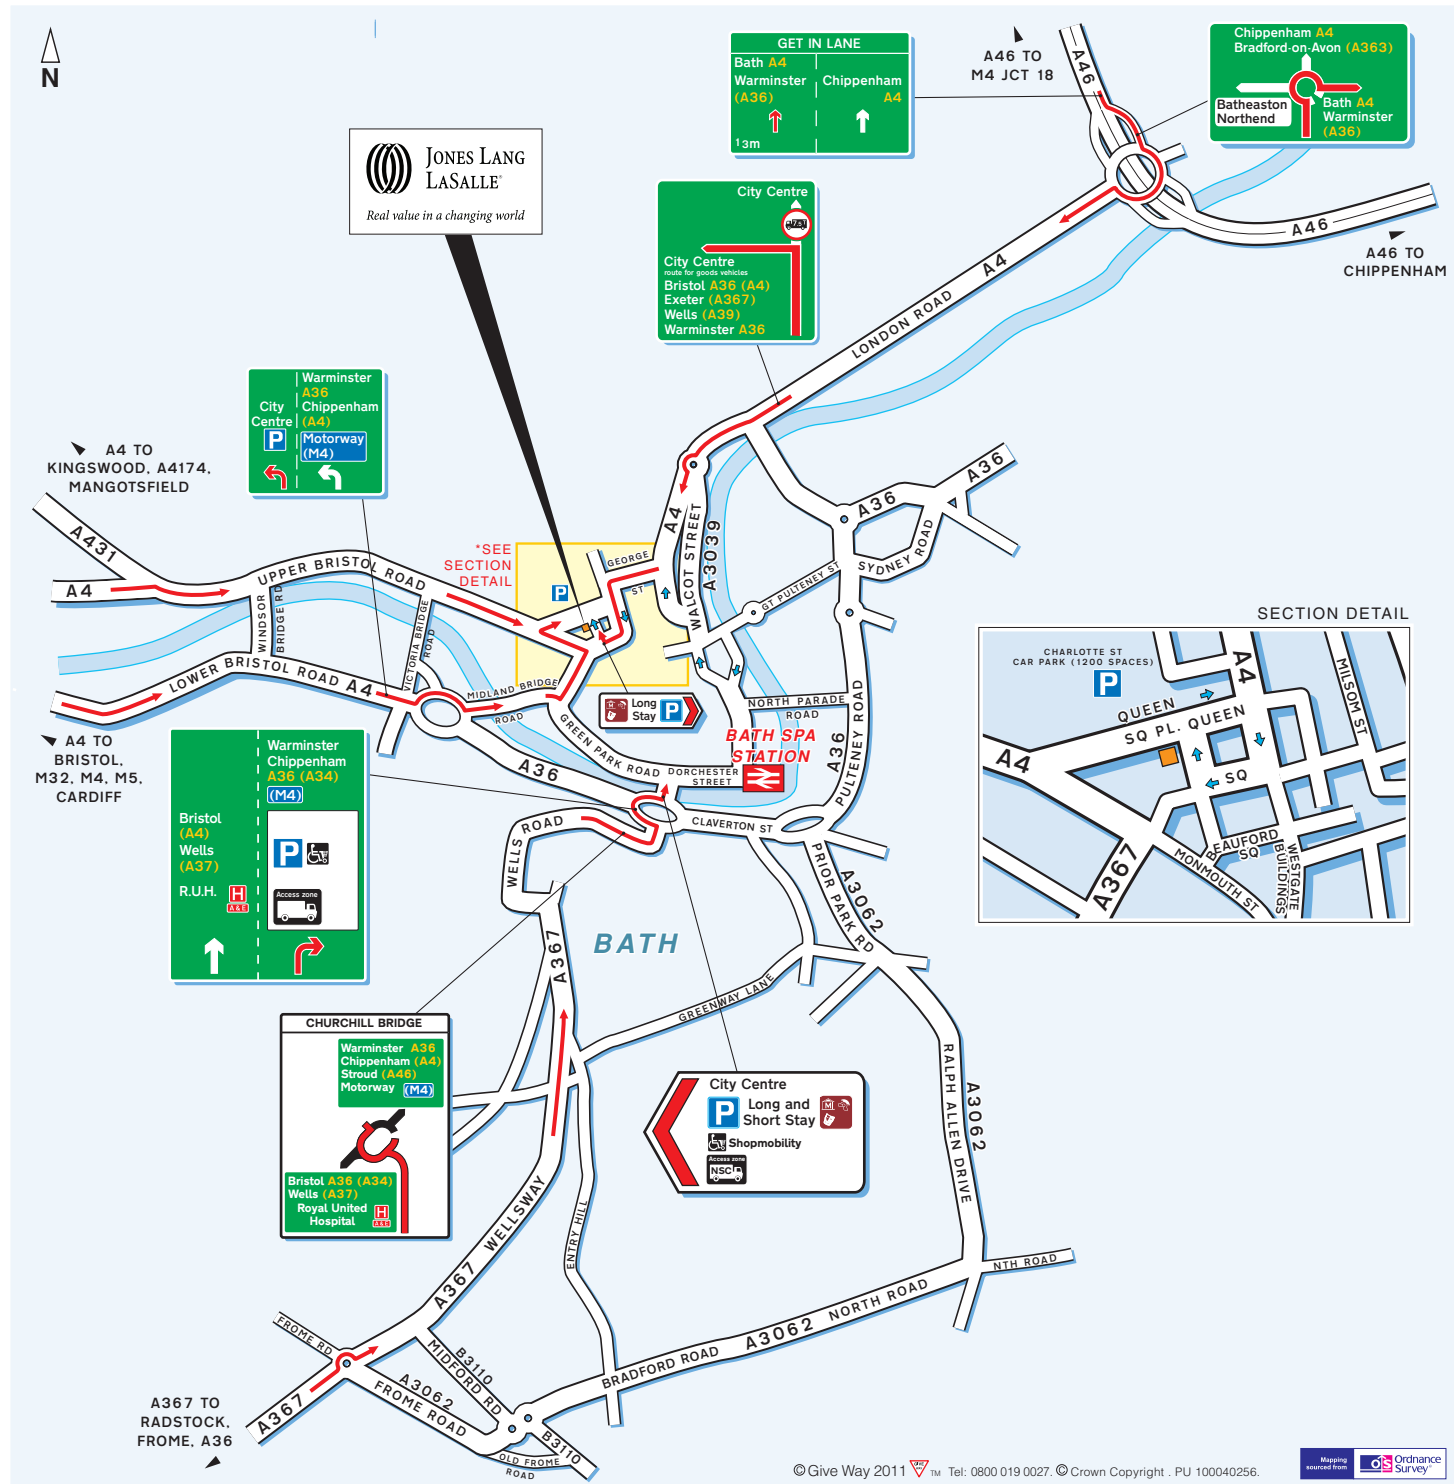 N
A46 TO
M4 JCT 18
A46
GET IN LANE
Bath A4
Warminster
(A36)
Chippenham
A4
13m
Chippenham A4
Bradford-on-Avon (A363)
Batheaston
Northend
Bath A4
Warminster
(A36)
JONES LANG
LASALLE®
Real value in a changing world
City Centre
7.5T
City Centre
route for goods vehicles
Bristol A36 (A4)
Exeter (A367)
Wells (A39)
Warminster A36
A46
A46 TO
CHIPPENHAM
A4
LONDON ROAD
City
Centre
P
Warminster
A36
Chippenham
(A4)
Motorway
(M4)
A4 TO
KINGSWOOD, A4174,
MANGOTSFIELD
A431
A4
UPPER BRISTOL ROAD
WINDSOR
BRIDGE RD
VICTORIA BRIDGE
ROAD
LOWER BRISTOL ROAD A4
MIDLAND BRIDGE
ROAD
*SEE
SECTION
DETAIL
P
GEORGE
ST
A4
WALCOT STREET
A3039
A36
A36
SYDNEY ROAD
GT PULTENEY ST
Long
Stay
P
NORTH PARADE
ROAD
BATH SPA
STATION
A36
PULTENEY ROAD
GREEN PARK ROAD
DORCHESTER
STREET
A36
CLAVERTON ST
A4 TO
BRISTOL,
M32, M4, M5,
CARDIFF
SECTION DETAIL
CHARLOTTE ST
CAR PARK (1200 SPACES)
P
QUEEN
SQ PL. QUEEN
SQ
A4
A4
MILSOM ST
A367
MONMOUTH ST
BEAUFORD
SQ
WESTGATE
BUILDINGS
Bristol
(A4)
Wells
(A37)
R.U.H.
H
A&E
Warminster
Chippenham
A36 (A34)
(M4)
P
Access zone
WELLS
ROAD
A367
BATH
PRIOR PARK RD
A3062
GREENWAY LANE
CHURCHILL BRIDGE
Warminster A36
Chippenham (A4)
Stroud (A46)
Motorway (M4)
Bristol A36 (A34)
Wells (A37)
Royal United
Hospital
H
A&E
City Centre
P
Long and
Short Stay
Shopmobility
Access zone
NSC
RALPH ALLEN DRIVE
A3062
ENTRY HILL
A367 WELLSWAY
NTH ROAD
BRADFORD ROAD A3062 NORTH ROAD
FROME RD
B3110
MIDFORD RD
A3062
FROME ROAD
A367
B3110
OLD FROME
ROAD
A367 TO
RADSTOCK,
FROME, A36
© Give Way 2011 TM Tel: 0800 019 0027. © Crown Copyright . PU 100040256.
Mapping
sourced from
OS Ordnance
Survey®